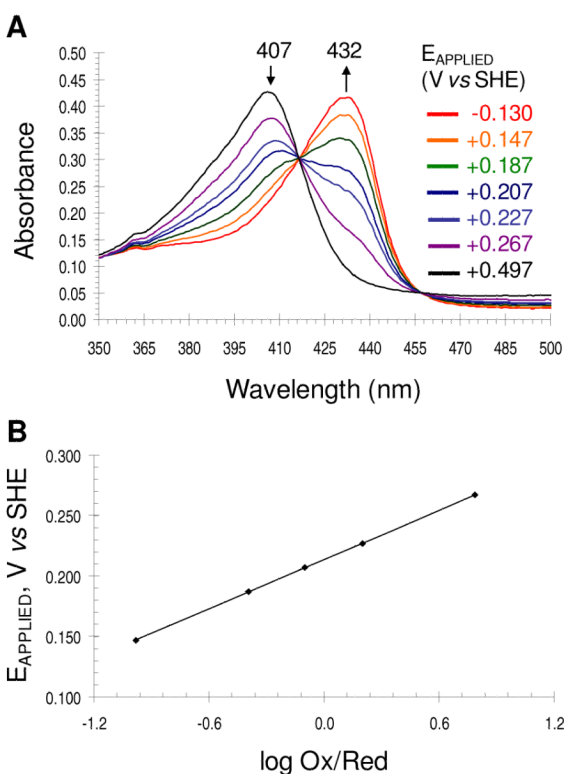 A
407 432
E APPLIED
(V vs SHE)
-0.130
+0.147
+0.187
+0.207
+0.227
+0.267
+0.497
0.50
0.45
0.40
0.35
0.30
0.25
0.20
0.15
0.10
0.05
0.00
Absorbance
350 365 380 395 410 425 440 455 470 485 500
Wavelength (nm)
B
0.300
0.250
0.200
0.150
0.100
E APPLIED, V vs SHE
-1.2 -0.6 0.0 0.6 1.2
log Ox/Red